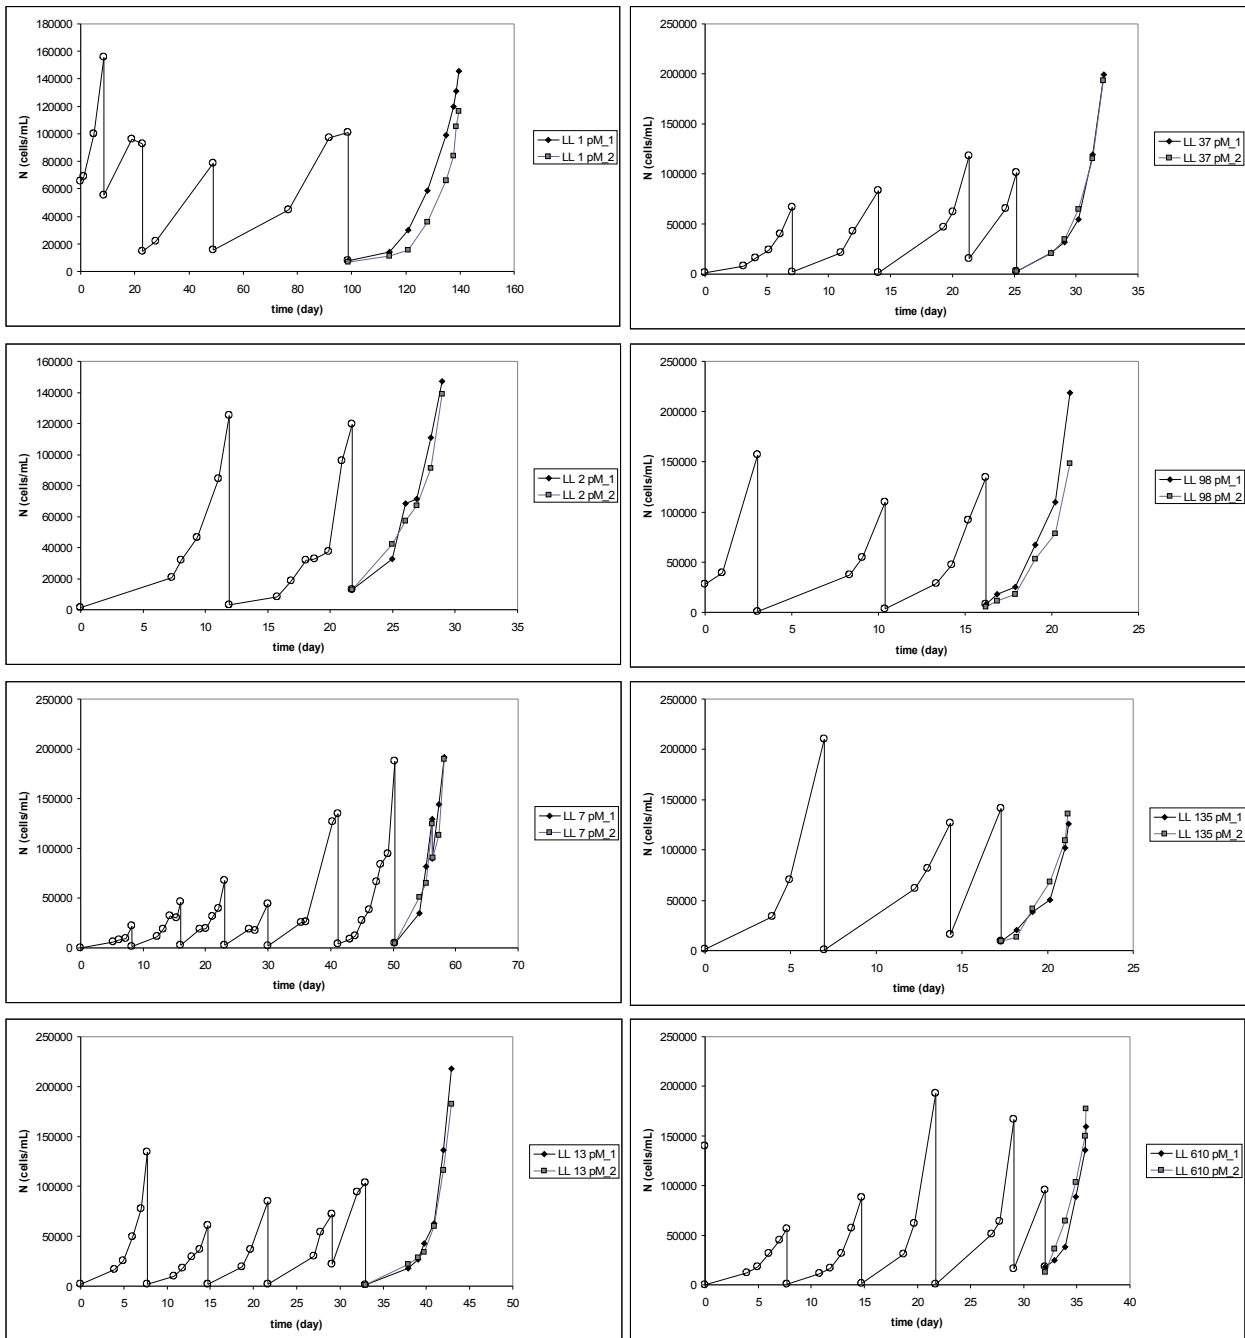 180000
160000
140000
120000
100000
80000
60000
40000
20000
0
N (cells/mL)
0 20 40 60 80 100 120 140 160
time (day)
LL 1 pM_1
LL 1 pM_2
250000
200000
150000
100000
50000
0
N (cells/mL)
0 5 10 15 20 25 30 35
time (day)
LL 37 pM_1
LL 37 pM_2
160000
140000
120000
100000
80000
60000
40000
20000
0
N (cells/mL)
0 5 10 15 20 25 30 35
time (day)
LL 2 pM_1
LL 2 pM_2
250000
200000
150000
100000
50000
0
N (cells/mL)
0 5 10 15 20 25
time (day)
LL 98 pM_1
LL 98 pM_2
250000
200000
150000
100000
50000
0
N (cells/mL)
0 10 20 30 40 50 60 70
time (day)
LL 7 pM_1
LL 7 pM_2
250000
200000
150000
100000
50000
0
N (cells/mL)
0 5 10 15 20 25
time (day)
LL 135 pM_1
LL 135 pM_2
250000
200000
150000
100000
50000
0
N (cells/mL)
0 5 10 15 20 25 30 35 40 45 50
time (day)
LL 13 pM_1
LL 13 pM_2
250000
200000
150000
100000
50000
0
N (cells/mL)
0 5 10 15 20 25 30 35 40
time (day)
LL 610 pM_1
LL 610 pM_2